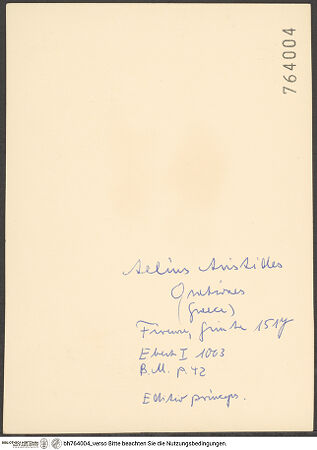 764004
Aelius Aristides
Orationes
(Graece)
Firenze, Giunta 1517
Ebert I 1003
B.M. p. 42
Editio princeps.
bh764004_verso Bitte beachten Sie die Nutzungsbedingungen.